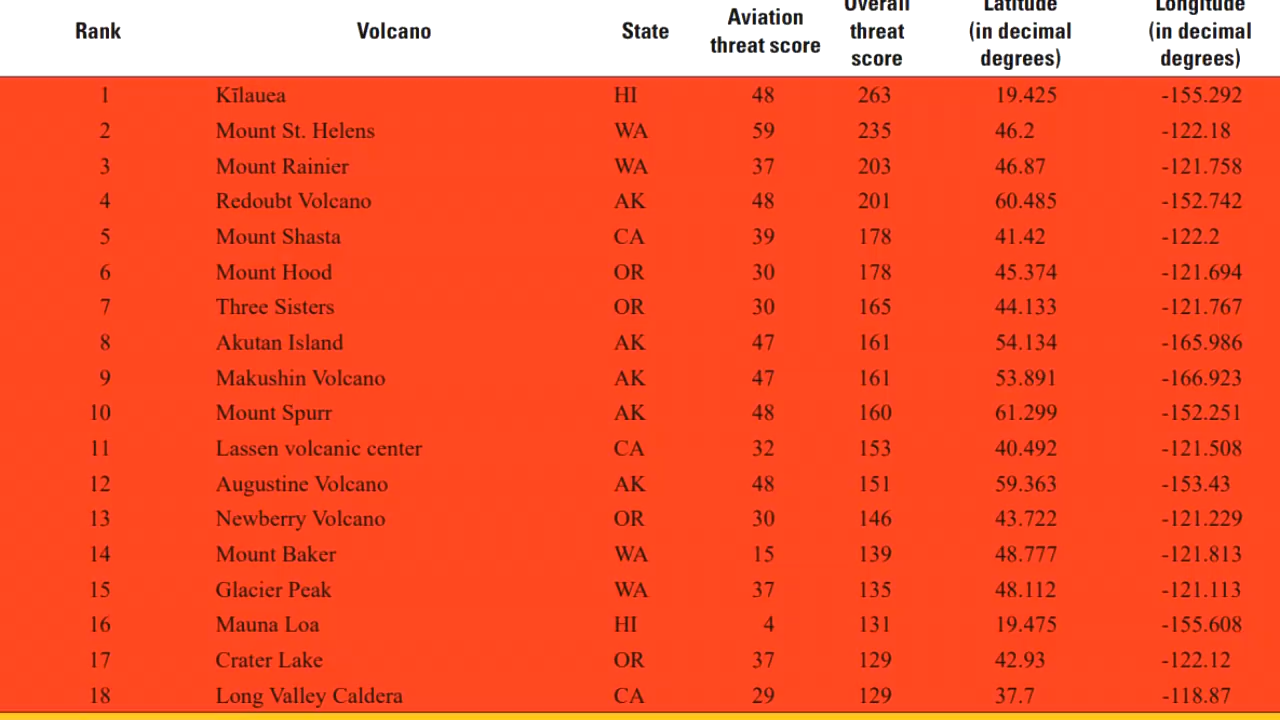 Rank Volcano State Aviation threat score Overall threat score Latitude (in decimal degrees) Longitude (in decimal degrees)
1 Kīlauea HI 48 263 19.425 -155.292
2 Mount St. Helens WA 59 235 46.2 -122.18
3 Mount Rainier WA 37 203 46.87 -121.758
4 Redoubt Volcano AK 48 201 60.485 -152.742
5 Mount Shasta CA 39 178 41.42 -122.2
6 Mount Hood OR 30 178 45.374 -121.694
7 Three Sisters OR 30 165 44.133 -121.767
8 Akutan Island AK 47 161 54.134 -165.986
9 Makushin Volcano AK 47 161 53.891 -166.923
10 Mount Spurr AK 48 160 61.299 -152.251
11 Lassen volcanic center CA 32 153 40.492 -121.508
12 Augustine Volcano AK 48 151 59.363 -153.43
13 Newberry Volcano OR 30 146 43.722 -121.229
14 Mount Baker WA 15 139 48.777 -121.813
15 Glacier Peak WA 37 135 48.112 -121.113
16 Mauna Loa HI 4 131 19.475 -155.608
17 Crater Lake OR 37 129 42.93 -122.12
18 Long Valley Caldera CA 29 129 37.7 -118.87